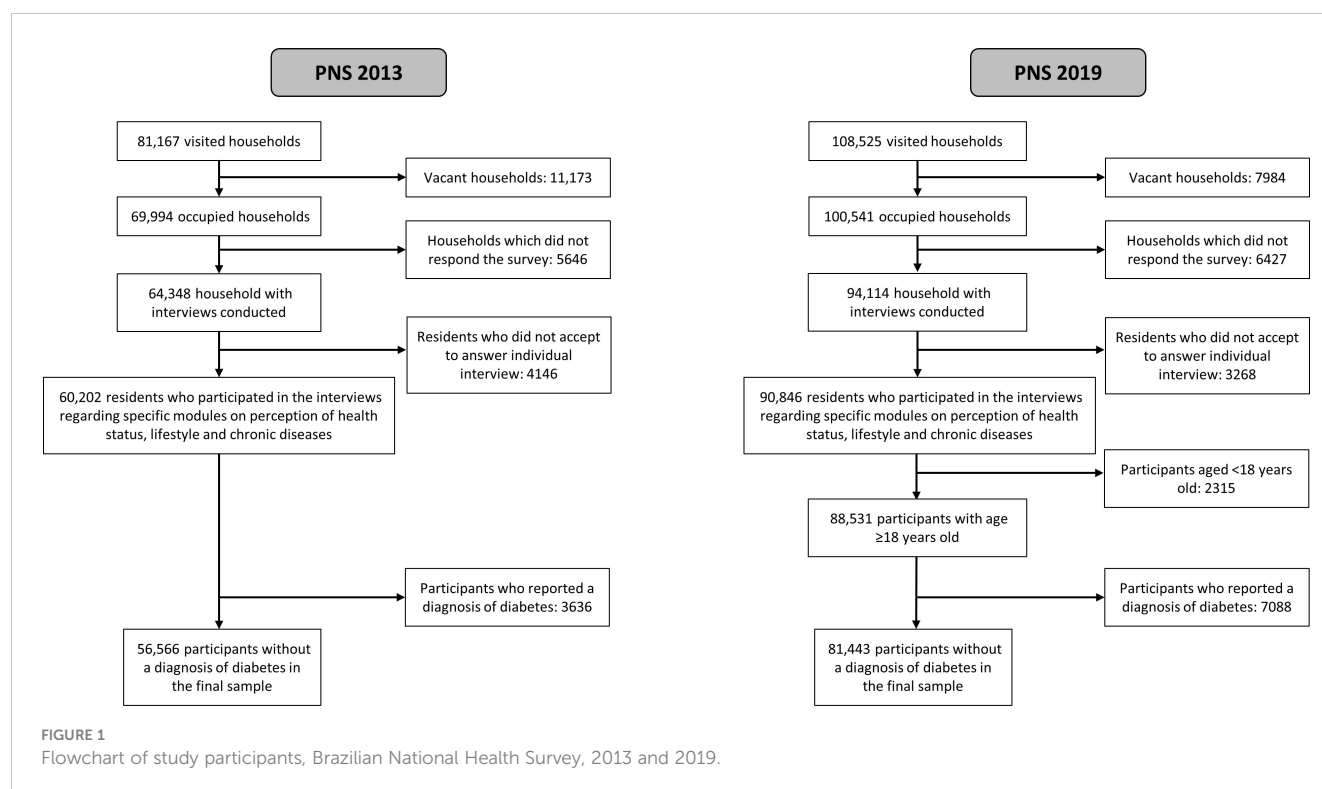 PNS 2013
81,167 visited households
Vacant households: 11,173
69,994 occupied households
Households which did not
respond the survey: 5646
64,348 household with
interviews conducted
Residents who did not accept
to answer individual
interview: 4146
60,202 residents who participated in the interviews
regarding specific modules on perception of health
status, lifestyle and chronic diseases
Participants who reported a
diagnosis of diabetes: 3636
56,566 participants without
a diagnosis of diabetes in
the final sample
PNS 2019
108,525 visited households
Vacant households: 7984
100,541 occupied households
Households which did not
respond the survey: 6427
94,114 household with
interviews conducted
Residents who did not accept
to answer individual
interview: 3268
90,846 residents who participated in the interviews
regarding specific modules on perception of health
status, lifestyle and chronic diseases
Participants aged <18 years
old: 2315
88,531 participants with age
≥18 years old
Participants who reported a
diagnosis of diabetes: 7088
81,443 participants without
a diagnosis of diabetes in
the final sample
FIGURE 1
Flowchart of study participants, Brazilian National Health Survey, 2013 and 2019.